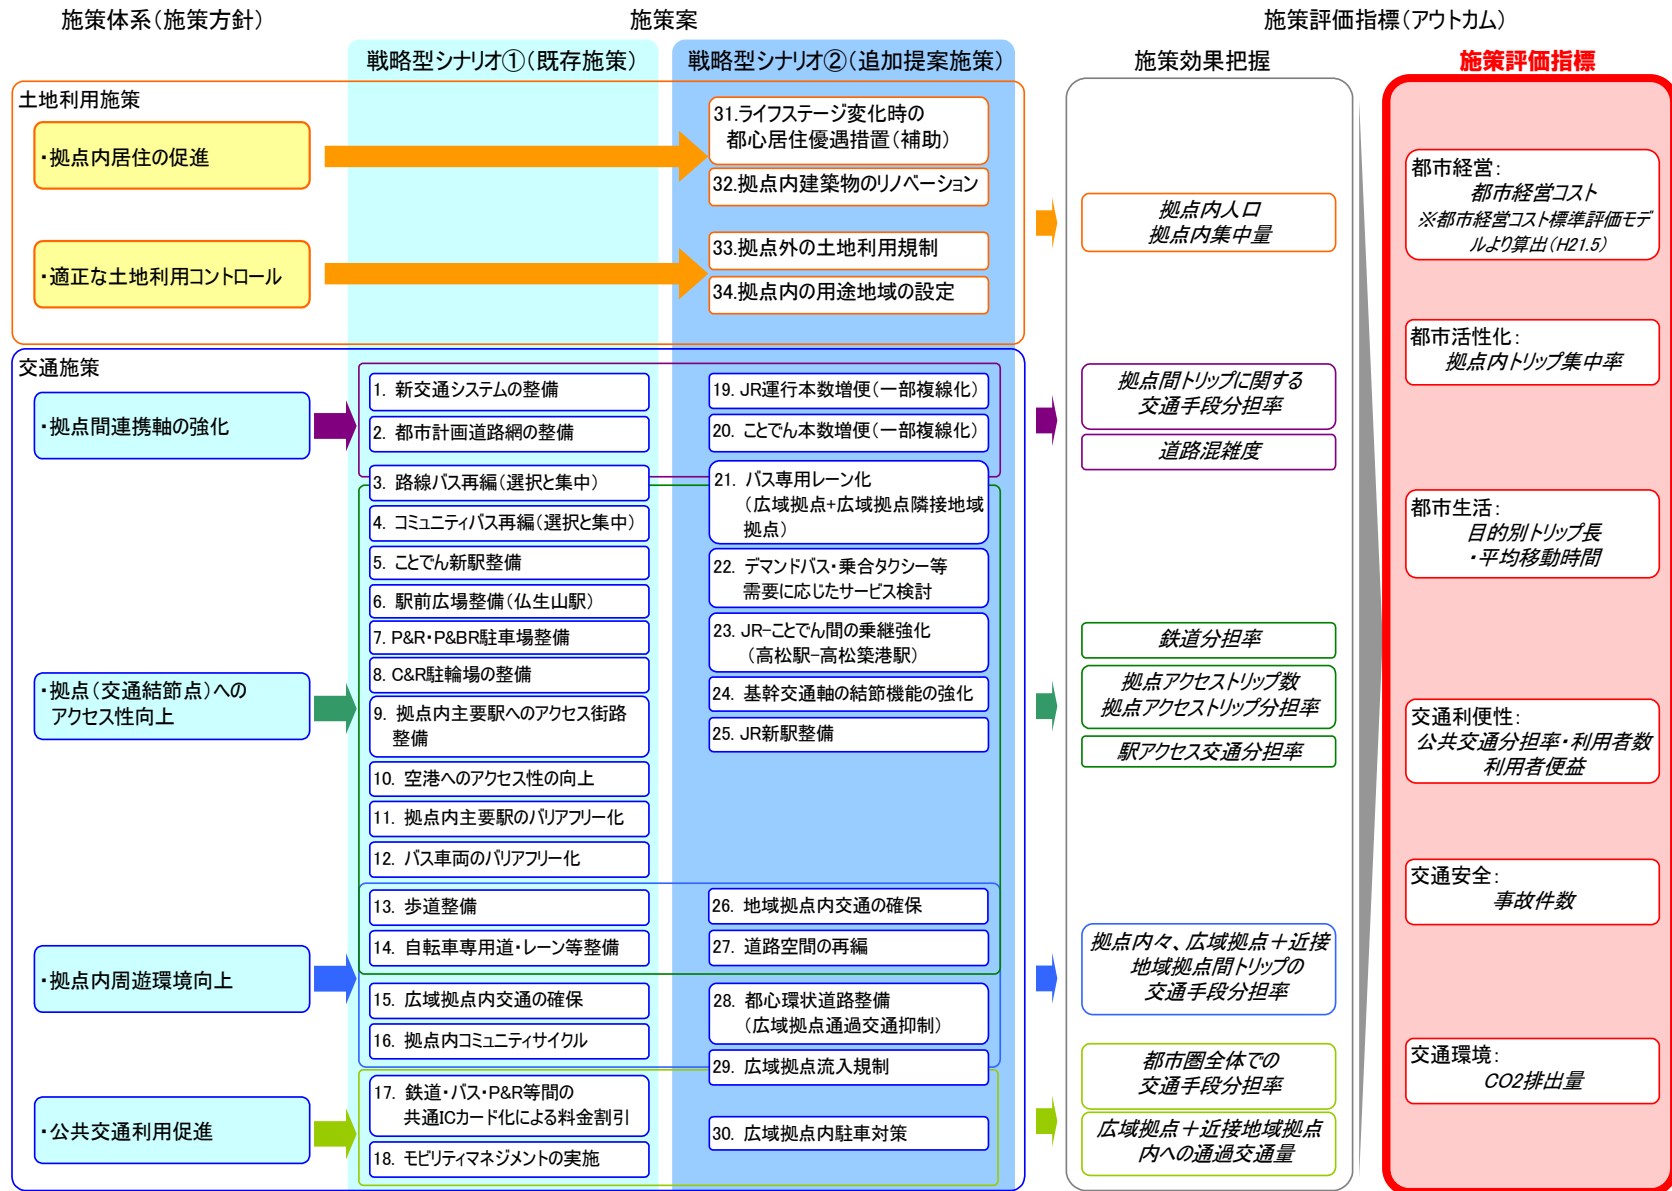 施策体系(施策方針)
施策案
施策評価指標(アウトカム)
戦略型シナリオ①(既存施策)
戦略型シナリオ②(追加提案施策)
施策効果把握
施策評価指標
土地利用施策
・拠点内居住の促進
・適正な土地利用コントロール
31.ライフステージ変化時の
都心居住優遇措置(補助)
32.拠点内建築物のリノベーション
33.拠点外の土地利用規制
34.拠点内の用途地域の設定
拠点内人口
拠点内集中量
交通施策
・拠点間連携軸の強化
・拠点(交通結節点)への
アクセス性向上
・拠点内周遊環境向上
・公共交通利用促進
1. 新交通システムの整備
2. 都市計画道路網の整備
3. 路線バス再編(選択と集中)
4. コミュニティバス再編(選択と集中)
5. ことでん新駅整備
6. 駅前広場整備(仏生山駅)
7. P&R・P&BR駐車場整備
8. C&R駐輪場の整備
9. 拠点内主要駅へのアクセス街路
整備
10. 空港へのアクセス性の向上
11. 拠点内主要駅のバリアフリー化
12. バス車両のバリアフリー化
13. 歩道整備
14. 自転車専用道・レーン等整備
15. 広域拠点内交通の確保
16. 拠点内コミュニティサイクル
17. 鉄道・バス・P&R等間の
共通ICカード化による料金割引
18. モビリティマネジメントの実施
19. JR運行本数増便(一部複線化)
20. ことでん本数増便(一部複線化)
21. バス専用レーン化
(広域拠点+広域拠点隣接地域
拠点)
22. デマンドバス・乗合タクシー等
需要に応じたサービス検討
23. JR-ことでん間の乗継強化
(高松駅-高松築港駅)
24. 基幹交通軸の結節機能の強化
25. JR新駅整備
26. 地域拠点内交通の確保
27. 道路空間の再編
28. 都心環状道路整備
(広域拠点通過交通抑制)
29. 広域拠点流入規制
30. 広域拠点内駐車対策
拠点間トリップに関する
交通手段分担率
道路混雑度
鉄道分担率
拠点アクセストリップ数
拠点アクセストリップ分担率
駅アクセス交通分担率
拠点内々、広域拠点+近接
地域拠点間トリップの
交通手段分担率
都市圏全体での
交通手段分担率
広域拠点+近接地域拠点
内への通過交通量
都市経営:
都市経営コスト
※都市経営コスト標準評価モデ
ルより算出(H21.5)
都市活性化:
拠点内トリップ集中率
都市生活:
目的別トリップ長
・平均移動時間
交通利便性:
公共交通分担率・利用者数
利用者便益
交通安全:
事故件数
交通環境:
CO2排出量